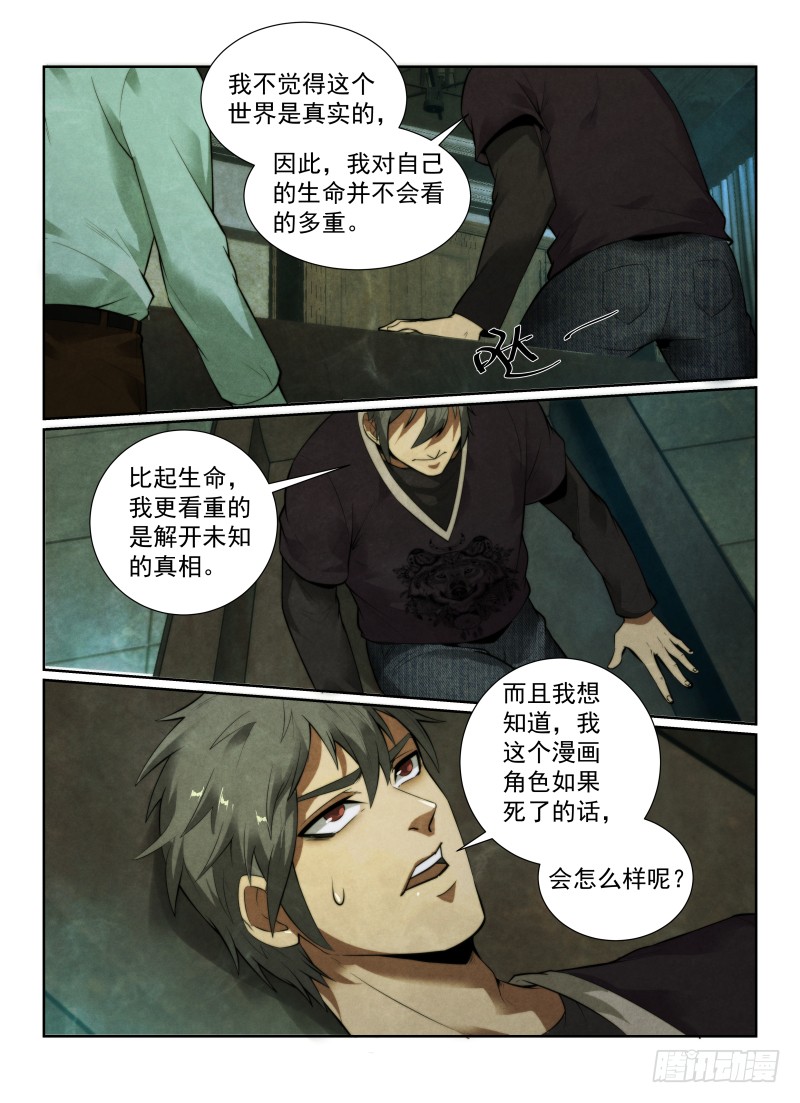 我不觉得这个
世界是真实的，
因此，我对自己
的生命并不会看
的多重。
哒
比起生命，
我更看重的
是解开未知
的真相。
而且我想
知道，我
这个漫画
角色如果
死了的话，
会怎么样呢？
腾讯动漫